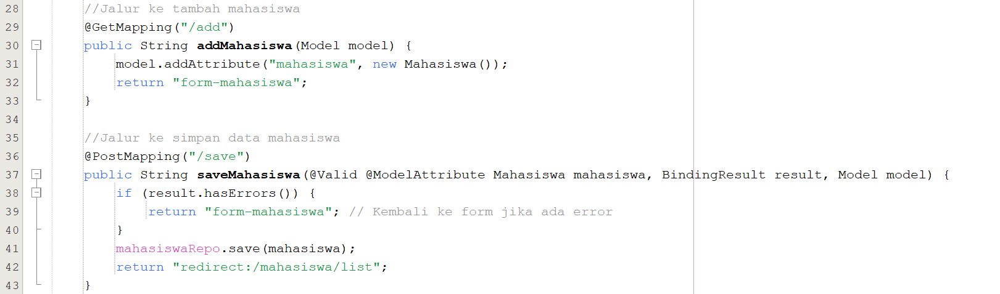 28 //Jalur ke tambah mahasiswa
29 @GetMapping("/add")
30 public String addMahasiswa(Model model) {
31 model.addAttribute("mahasiswa", new Mahasiswa());
32 return "form-mahasiswa";
33 }
34
35 //Jalur ke simpan data mahasiswa
36 @PostMapping("/save")
37 public String saveMahasiswa(@Valid @ModelAttribute Mahasiswa mahasiswa, BindingResult result, Model model) {
38 if (result.hasErrors()) {
39 return "form-mahasiswa"; // Kembali ke form jika ada error
40 }
41 mahasiswaRepo.save(mahasiswa);
42 return "redirect:/mahasiswa/list";
43 }